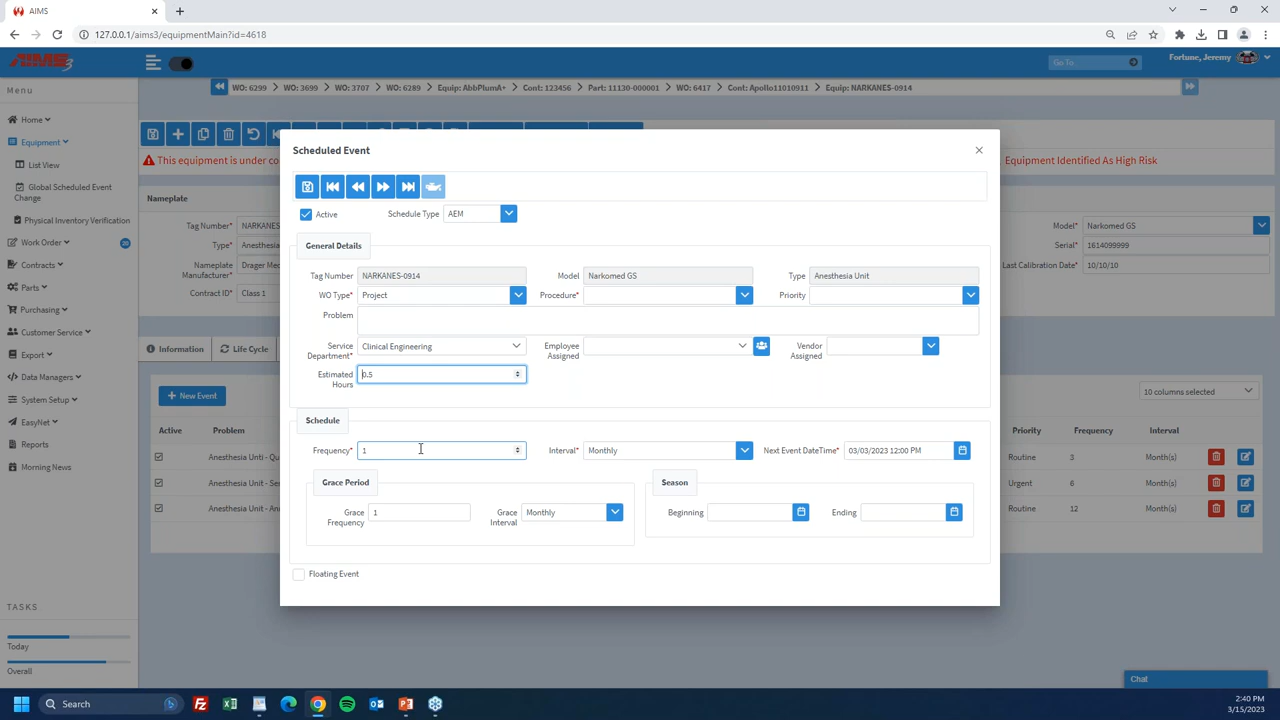 AIMS
127.0.0.1/aims3/equipmentMain?id=4618
AIMS3
Go To
Fortune, Jeremy
Menu
WO: 6299 > WO: 3699 > WO: 3707 > WO: 6289 > Equip: AbbPlumA+ > Cont: 123456 > Part: 11130-000001 > WO: 6417 > Cont: Apollo11010911 > Equip: NARKANES-0914
Home
Equipment
List View
Global Scheduled Event
Change
Physical Inventory Verification
Work Order
Contracts
Parts
Purchasing
Customer Service
Export
Data Managers
System Setup
EasyNet
Reports
Morning News
TASKS
Today
Overall
This equipment is under co
Equipment Identified As High Risk
Nameplate
Tag Number* NARKANES
Type* Anesthesia
Nameplate
Manufacturer* Drager Med
Contract ID* Class 1
Model* Narkomed GS
Serial* 1614099999
Last Calibration Date* 10/10/10
Information
Life Cycle
10 columns selected
New Event
Active Problem
Priority Frequency Interval
Anesthesia Unti - Qu
Routine 3 Month(s)
Anesthesia Unit - Se
Urgent 6 Month(s)
Anesthesia Unit - An
Routine 12 Month(s)
Scheduled Event
Active
Schedule Type AEM
General Details
Tag Number NARKANES-0914
Model Narkomed GS
Type Anesthesia Unit
WO Type* Project
Procedure*
Priority
Problem
Service
Department* Clinical Engineering
Employee
Assigned
Vendor
Assigned
Estimated
Hours 0.5
Schedule
Frequency* 1
Interval* Monthly
Next Event DateTime* 03/03/2023 12:00 PM
Grace Period
Grace
Frequency 1
Grace
Interval Monthly
Season
Beginning
Ending
Floating Event
Chat
Search
2:40 PM
3/15/2023